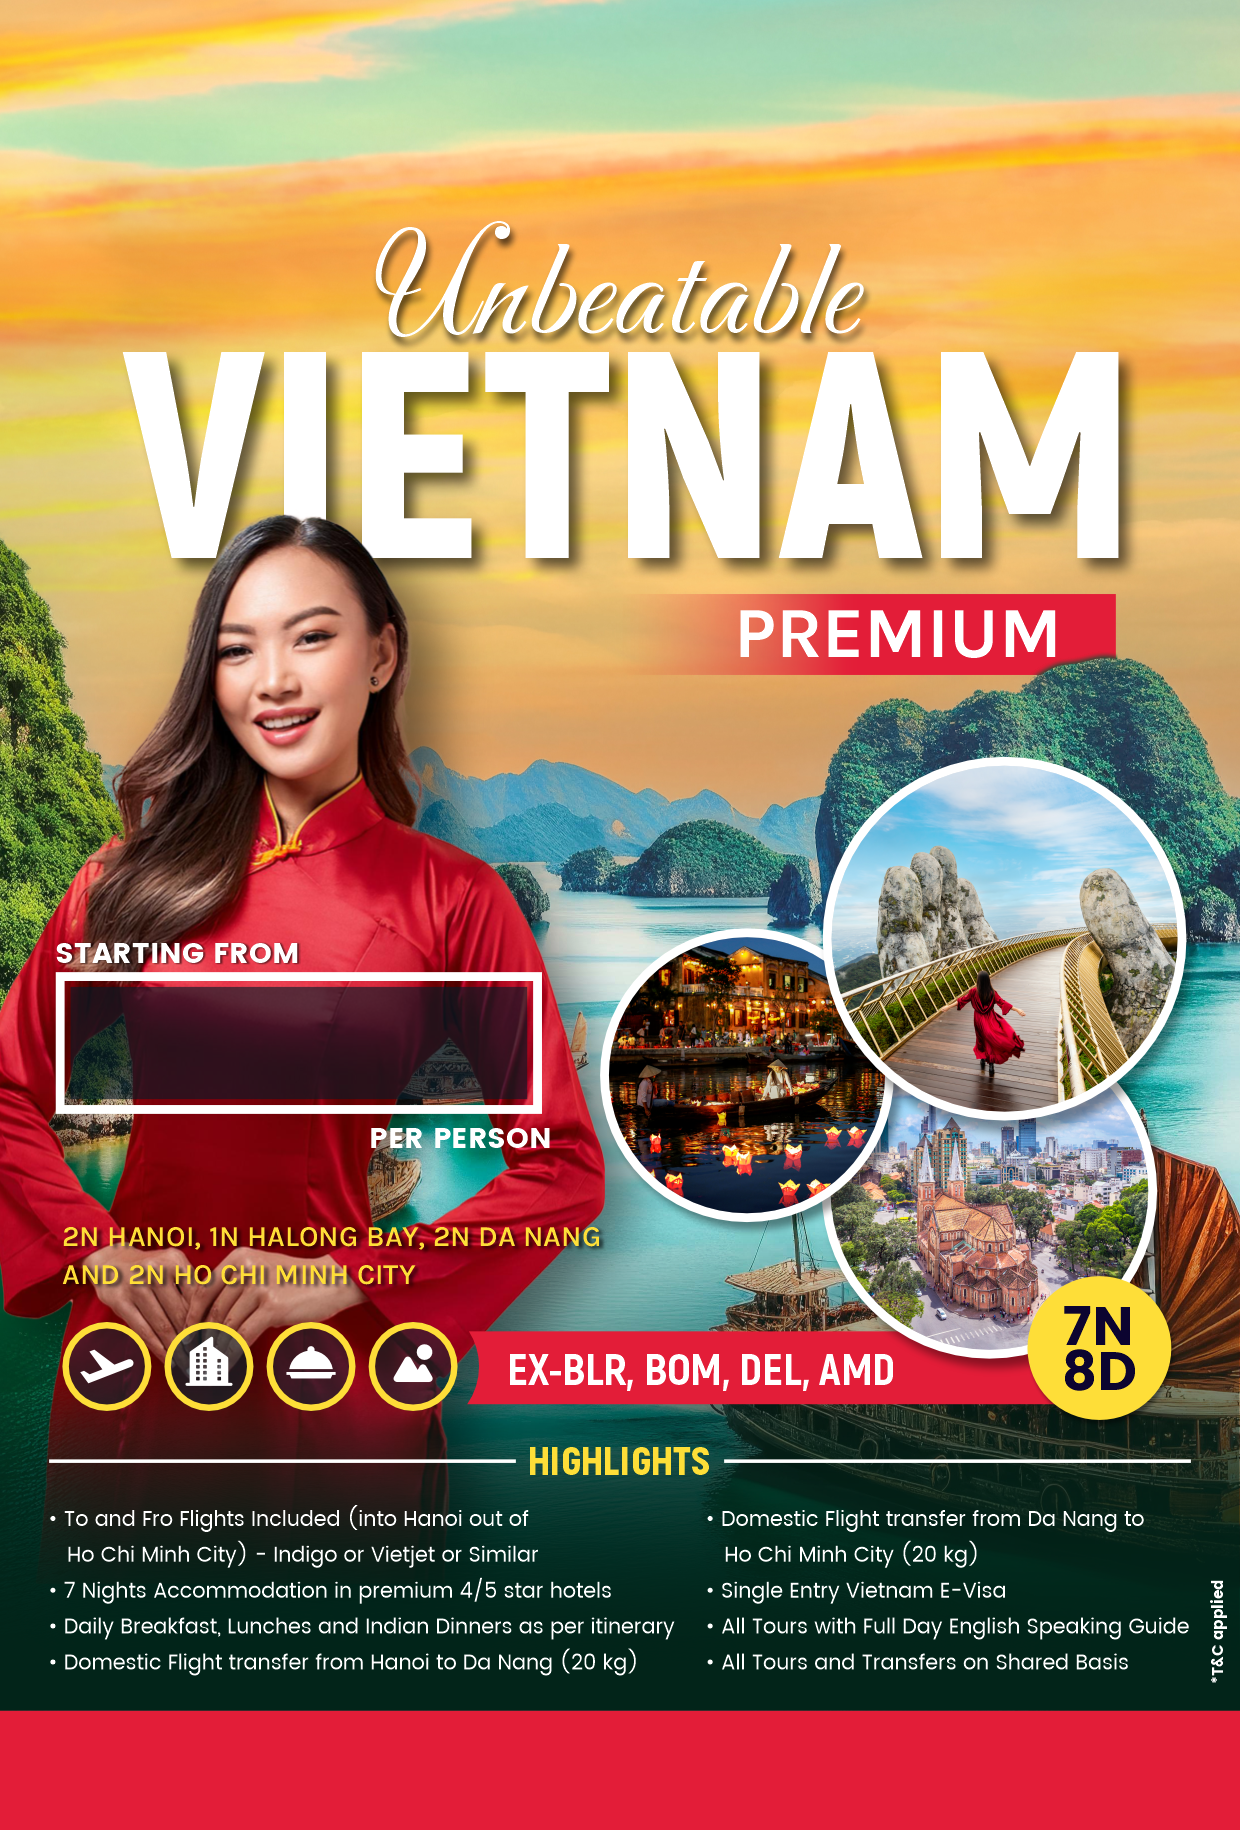 Unbeatable
VIETNAM
PREMIUM
STARTING FROM
PER PERSON
2N HANOI, 1N HALONG BAY, 2N DA NANG
AND 2N HO CHI MINH CITY
EX-BLR, BOM, DEL, AMD
7N
8D
HIGHLIGHTS
• To and Fro Flights Included (into Hanoi out of
Ho Chi Minh City) - Indigo or Vietjet or Similar
• 7 Nights Accommodation in premium 4/5 star hotels
• Daily Breakfast, Lunches and Indian Dinners as per itinerary
• Domestic Flight transfer from Hanoi to Da Nang (20 kg)
• Domestic Flight transfer from Da Nang to
Ho Chi Minh City (20 kg)
• Single Entry Vietnam E-Visa
• All Tours with Full Day English Speaking Guide
• All Tours and Transfers on Shared Basis
*T&C applied